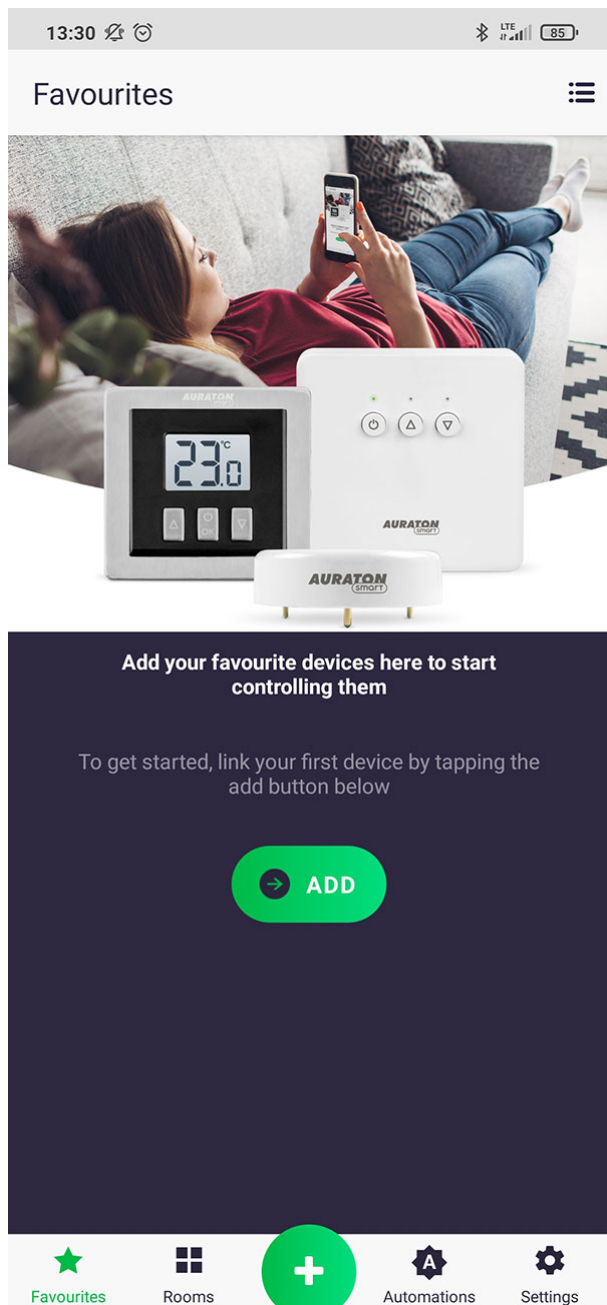 13:30
LTE
85
Favourites
AURATON
smart
23.0
°C
OK
AURATON
smart
AURATON
smart
Add your favourite devices here to start
controlling them
To get started, link your first device by tapping the
add button below
ADD
A
Favourites
Rooms
Automations
Settings